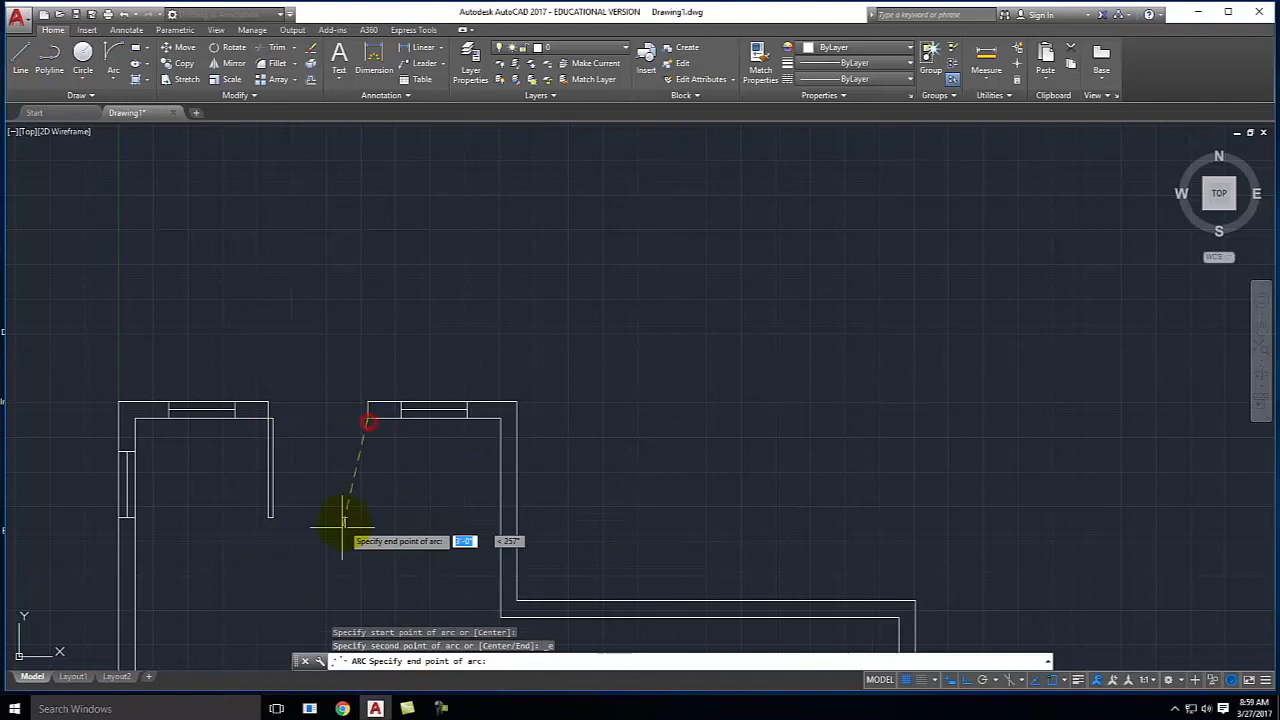 Autodesk AutoCAD 2017 - EDUCATIONAL VERSION Drawing1.dwg
Type a keyword or phrase
Sign In
Home Insert Annotate Parametric View Manage Output Add-ins A360 Express Tools
Line Polyline Circle Arc
Move Rotate Trim
Copy Mirror Fillet
Stretch Scale Array
Text Dimension
Linear
Leader
Table
Layer Properties
0
Make Current
Match Layer
Insert
Create
Edit
Edit Attributes
Match Properties
ByLayer
ByLayer
ByLayer
Group
Measure
Paste
Base
Draw Modify Annotation Layers Block Properties Groups Utilities Clipboard View
Start Drawing1*
[−][Top][2D Wireframe]
N
W TOP E
S
WCS
Specify end point of arc: 3'-0" < 257°
Y
X
Specify start point of arc or [Center]:
Specify second point of arc or [Center/End]: _e
ARC Specify end point of arc:
Model Layout1 Layout2
MODEL
1:1
Search Windows
8:59 AM
3/27/2017